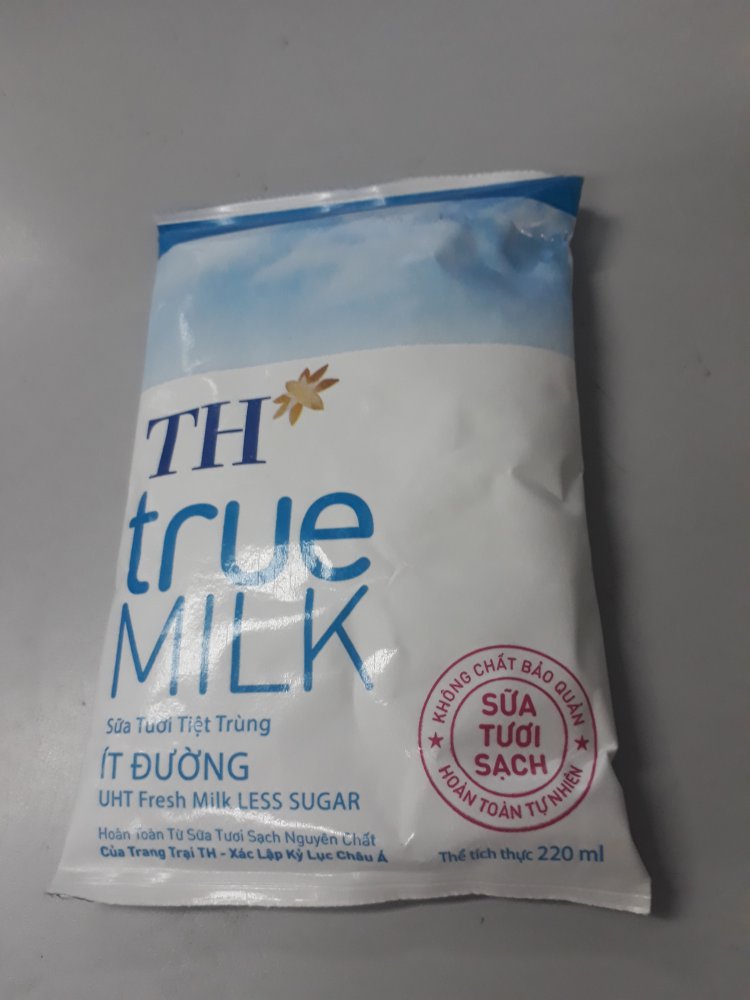 TH
true
MILK
Sữa Tươi Tiệt Trùng
ÍT ĐƯỜNG
UHT Fresh Milk LESS SUGAR
Hoàn Toàn Từ Sữa Tươi Sạch Nguyên Chất
Của Trang Trại TH - Xác Lập Kỷ Lục Châu Á
KHÔNG CHẤT BẢO QUẢN
SỮA
TƯƠI
SẠCH
HOÀN TOÀN TỰ NHIÊN
Thể tích thực 220 ml